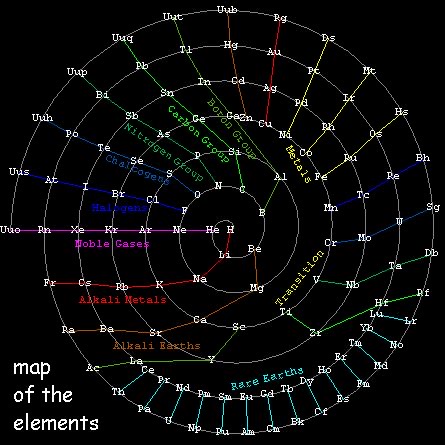 Uub
Uut Rg
Uuq Tl Hg Au Ds
Uup Pb In Cd Ag Pt Mt
Bi Sn Ge Ga Zn Cu Pd Ir Hs
Uuh Sb Carbon Group Boron Group Ni Rh Os
Po Te As P Si Co Ru Bh
Nitrogen Group
Chalcogens
Metals
Uus At Se S N C Al Fe Tc Sg
I Br Cl O B Mn W
Halogens F
Uuo Rn Xe Kr Ar Ne He H
Noble Gases
Li Be Cr Mo Db
Fr Cs Rb K Na Mg V Nb Ta Rf
Alkali Metals
Transition
Ra Ba Sr Ca Sc Ti Zr Hf
Alkali Earths
Lu Lr
Ac La Y Yb No
Th Ce Pr Nd Pm Sm Eu Gd Tb Dy Ho Er Tm
Rare Earths
Pa U Np Pu Am Cm Bk Cf Es Fm Md
map
of the
elements